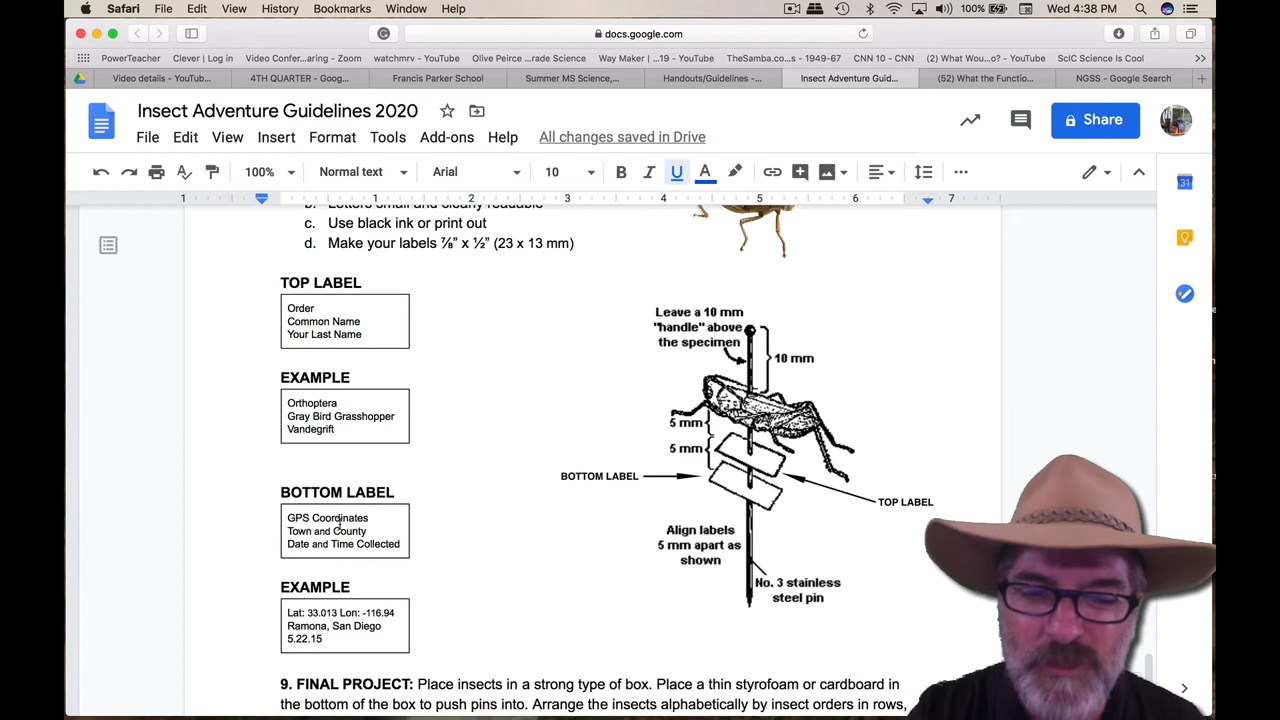 Safari File Edit View History Bookmarks Window Help 100% Wed 4:38 PM
docs.google.com
PowerTeacher Clever | Log in Video Confer...faring - Zoom watchmrv - YouTube Olive Peirce ...rade Science Way Maker | ...19 - YouTube TheSamba.co... - 1949-67 CNN 10 - CNN What Would...o? - YouTube ScIC Science Is Cool
Video details - YouTub... 4TH QUARTER - Goog... Francis Parker School Summer MS Science,... Handouts/Guidelines -... Insect Adventure Guid... (52) What the Functio... NGSS - Google Search
Insect Adventure Guidelines 2020
File Edit View Insert Format Tools Add-ons Help All changes saved in Drive
Share
100% Normal text Arial 10 B I U A
1 1 2 3 4 5 6 7
31
c. Use black ink or print out
d. Make your labels ⅞” x ½” (23 x 13 mm)
TOP LABEL
Order
Common Name
Your Last Name
EXAMPLE
Orthoptera
Gray Bird Grasshopper
Vandegrift
BOTTOM LABEL
GPS Coordinates
Town and County
Date and Time Collected
EXAMPLE
Lat: 33.013 Lon: -116.94
Ramona, San Diego
5.22.15
Leave a 10 mm
"handle" above
the specimen
10 mm
5 mm
5 mm
BOTTOM LABEL
TOP LABEL
Align labels
5 mm apart as
shown
No. 3 stainless
steel pin
9. FINAL PROJECT: Place insects in a strong type of box. Place a thin styrofoam or cardboard in
the bottom of the box to push pins into. Arrange the insects alphabetically by insect orders in rows,